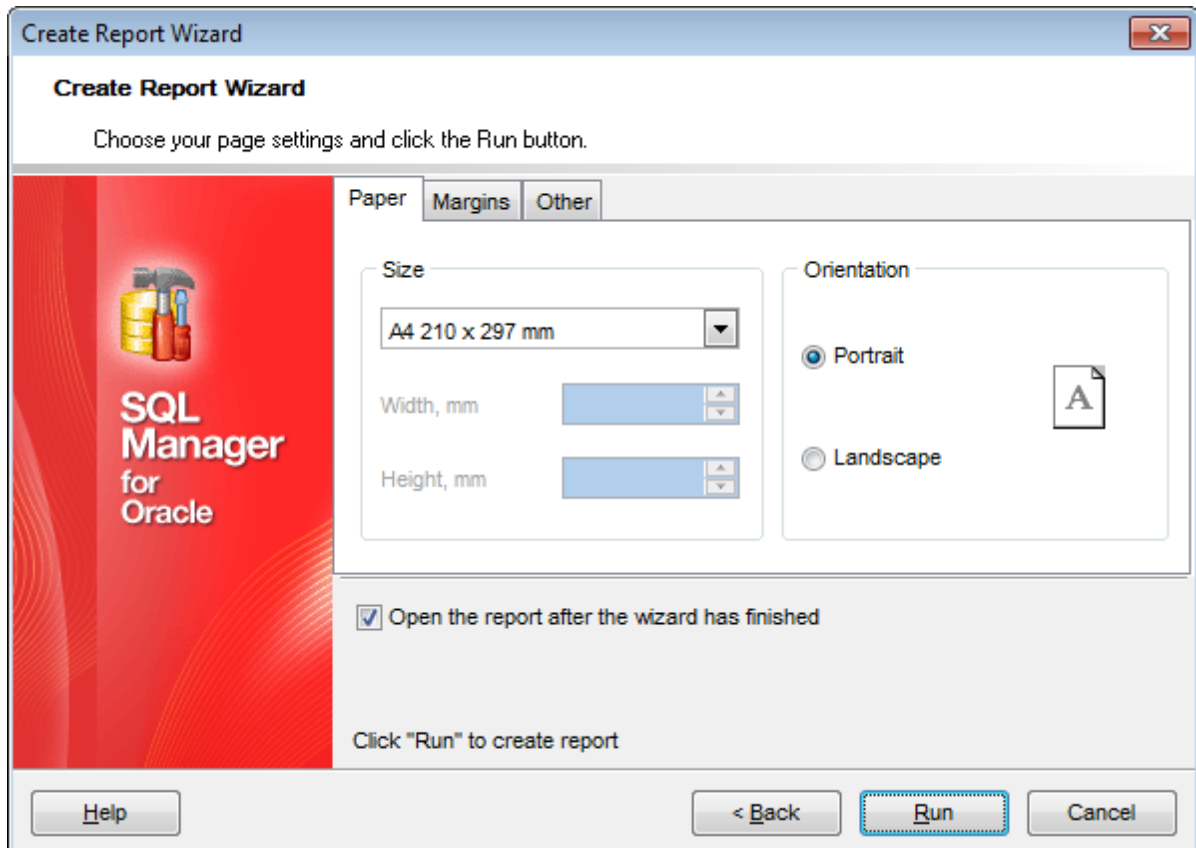 Create Report Wizard
Create Report Wizard
Choose your page settings and click the Run button.
Paper Margins Other
Size
Orientation
A4 210 x 297 mm
Portrait
A
Width, mm
Landscape
Height, mm
SQL
Manager
for
Oracle
Open the report after the wizard has finished
Click "Run" to create report
Help < Back Run Cancel